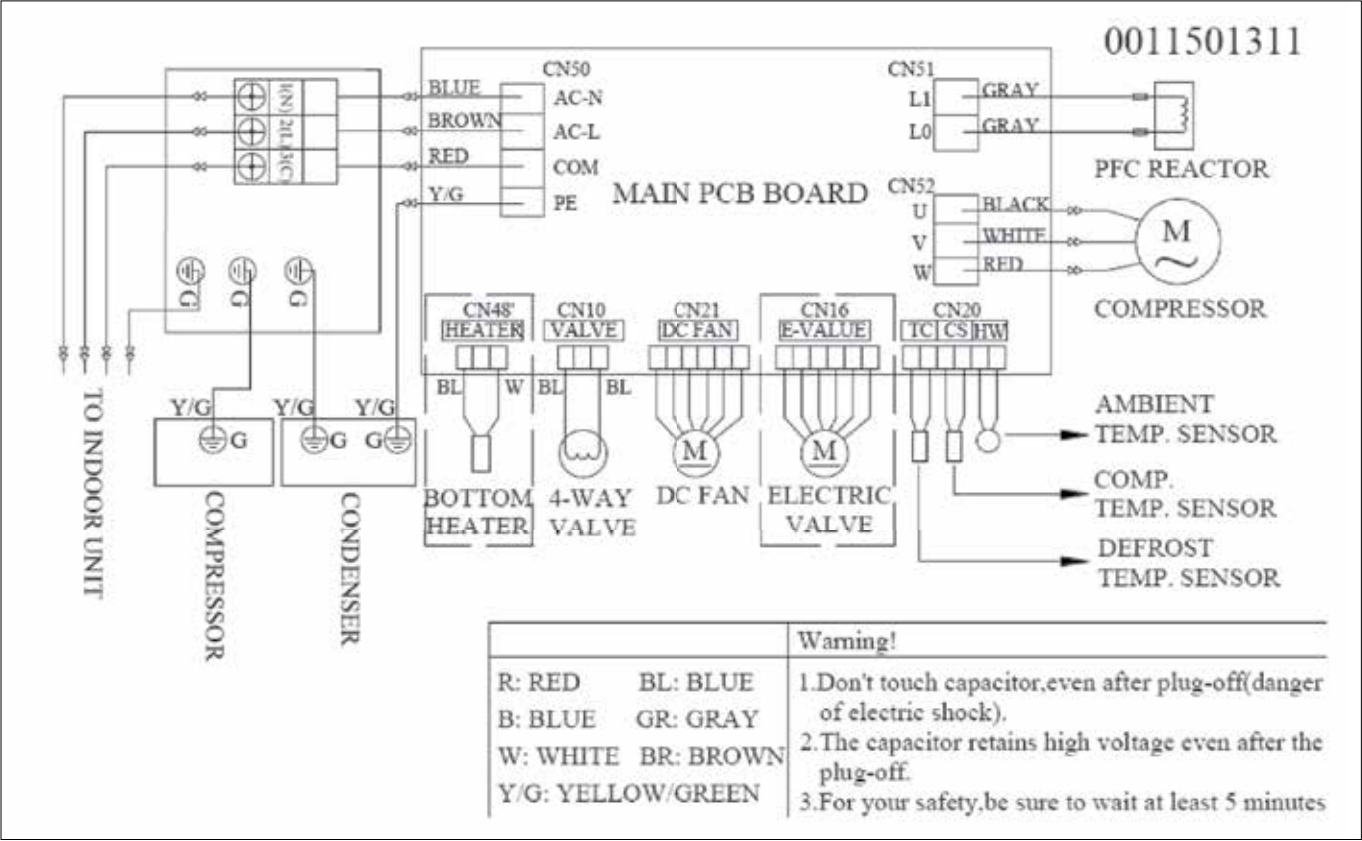 0011501311
CN50
BLUE
AC-N
BROWN
AC-L
RED
COM
Y/G
PE
1(N) 2(L) 3(C)
MAIN PCB BOARD
CN51
L1
GRAY
L0
GRAY
PFC REACTOR
CN52
U
BLACK
V
WHITE
W
RED
M
COMPRESSOR
G
G
G
CN48'
HEATER
BL
W
BOTTOM
HEATER
CN10
VALVE
BL
BL
4-WAY
VALVE
CN21
DC FAN
M
DC FAN
CN16
E-VALUE
M
ELECTRIC
VALVE
CN20
TC CS HW
AMBIENT
TEMP. SENSOR
COMP.
TEMP. SENSOR
DEFROST
TEMP. SENSOR
TO INDOOR UNIT
Y/G
G
COMPRESSOR
Y/G
Y/G
G
G
CONDENSER
R: RED BL: BLUE
B: BLUE GR: GRAY
W: WHITE BR: BROWN
Y/G: YELLOW/GREEN
Warning!
1.Don't touch capacitor,even after plug-off(danger
of electric shock).
2.The capacitor retains high voltage even after the
plug-off.
3.For your safety,be sure to wait at least 5 minutes